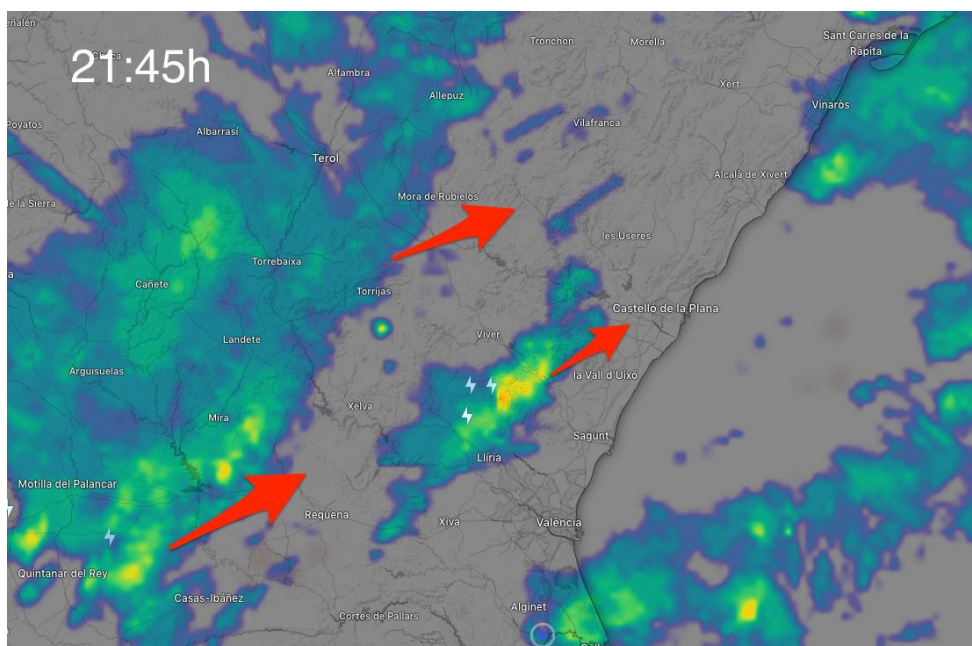 21:45h
Tronchón
Morella
Sant Carles de la
Ràpita
Alfambra
Allepuz
Xert
Vinaròs
Poyatos
Albarrasí
Vilafranca
Terol
Alcalà de Xivert
Mora de Rubielos
de la Sierra
les Useres
Torrebaixa
Cañete
Torrijas
Castelló de la Plana
Landete
Viver
Arguisuelas
la Vall d'Uixó
Xelva
Mira
Sagunt
Llíria
Motilla del Palancar
Requena
Xiva
València
Quintanar del Rey
Casas-Ibáñez
Alginet
Cortes de Pallars